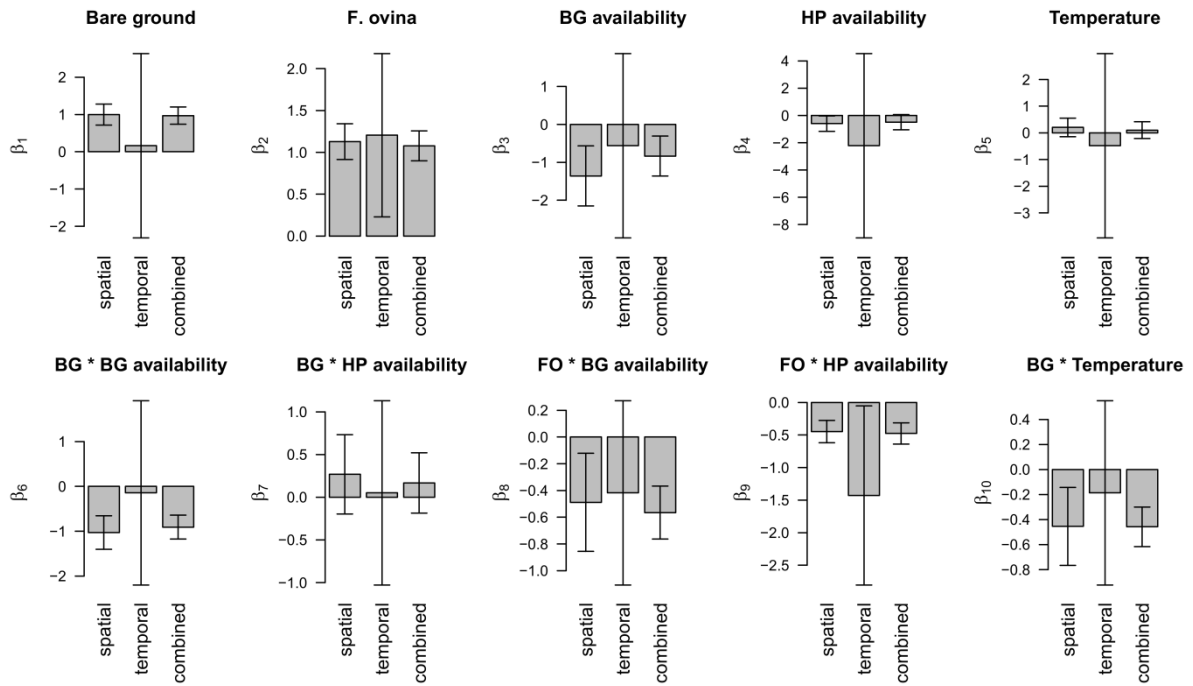 Bare ground
F. ovina
BG availability
HP availability
Temperature
β1
2
1
0
−1
−2
spatial
temporal
combined
β2
2.0
1.5
1.0
0.5
0.0
spatial
temporal
combined
β3
1
0
−1
−2
spatial
temporal
combined
β4
4
2
0
−2
−4
−6
−8
spatial
temporal
combined
β5
2
1
0
−1
−2
−3
spatial
temporal
combined
BG * BG availability
BG * HP availability
FO * BG availability
FO * HP availability
BG * Temperature
β6
1
0
−1
−2
spatial
temporal
combined
β7
1.0
0.5
0.0
−0.5
−1.0
spatial
temporal
combined
β8
0.2
0.0
−0.2
−0.4
−0.6
−0.8
−1.0
spatial
temporal
combined
β9
0.0
−0.5
−1.0
−1.5
−2.0
−2.5
spatial
temporal
combined
β10
0.4
0.2
0.0
−0.2
−0.4
−0.6
−0.8
spatial
temporal
combined